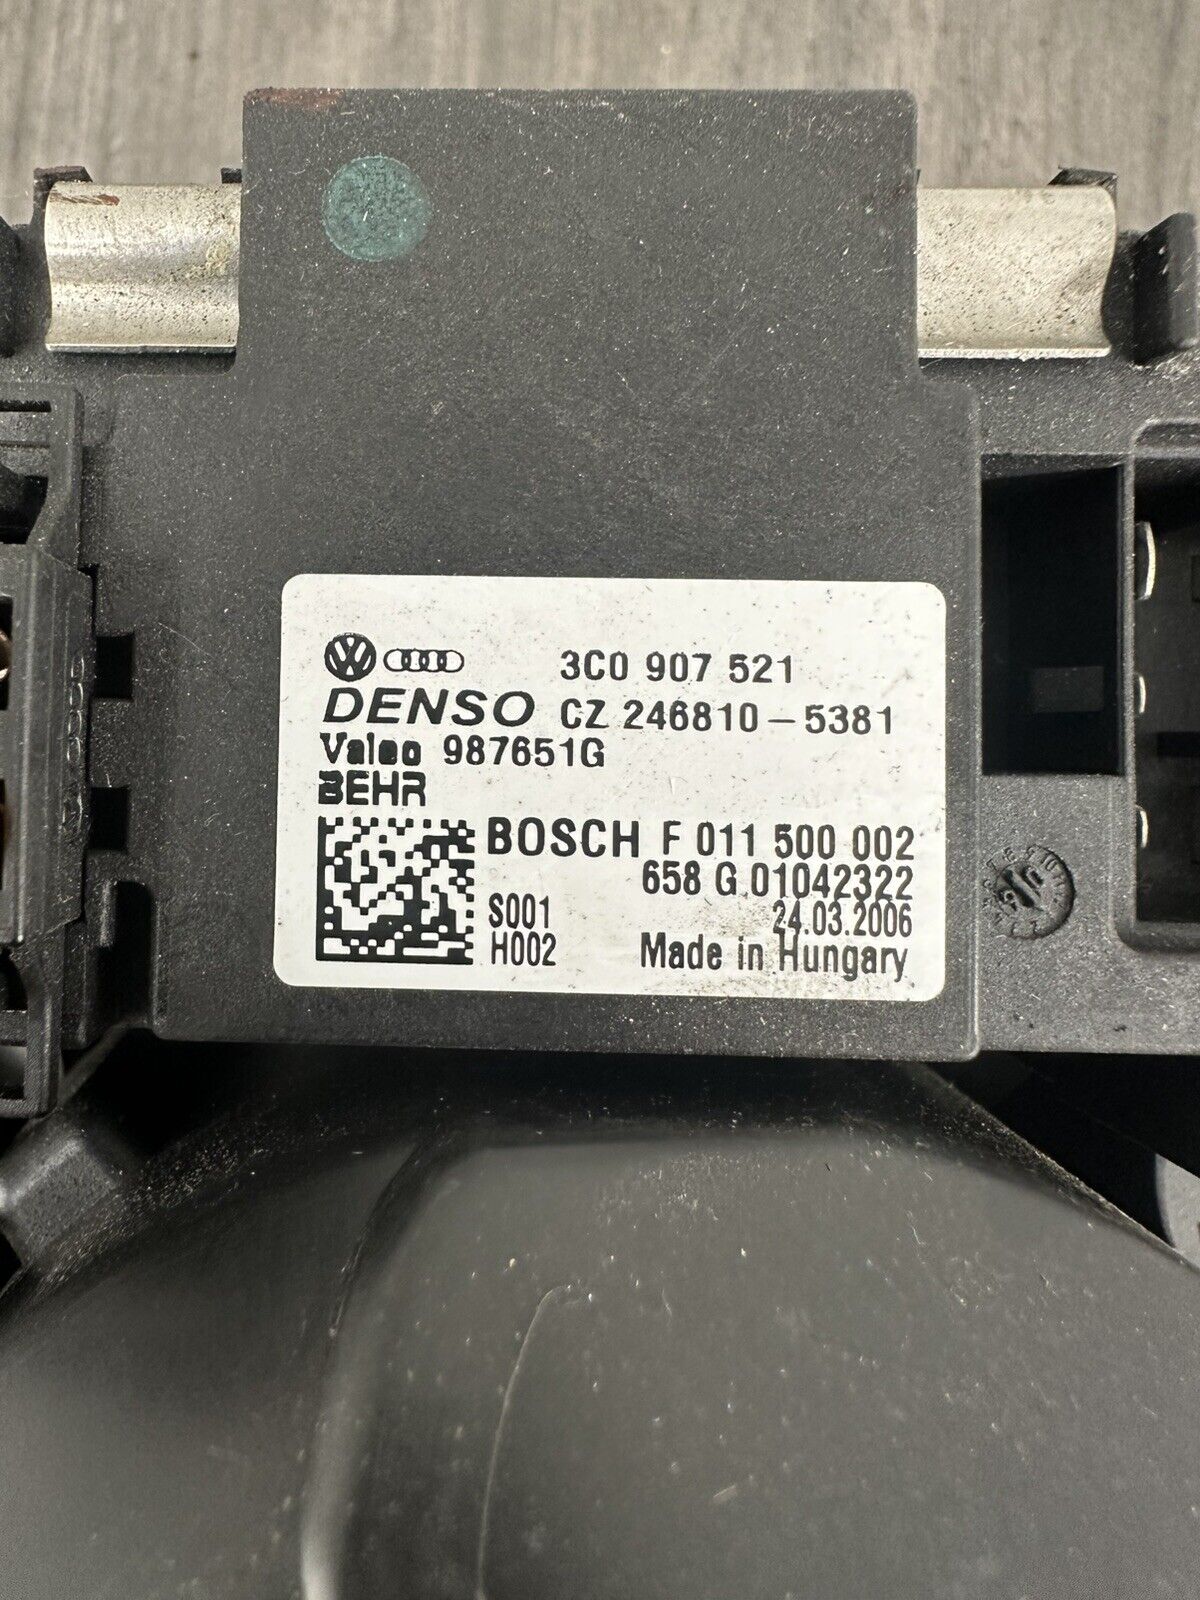 3C0 907 521
DENSO CZ 246810-5381
Valeo 987651G
BEHR
BOSCH F 011 500 002
658 G 01042322
S001 24.03.2006
H002 Made in Hungary